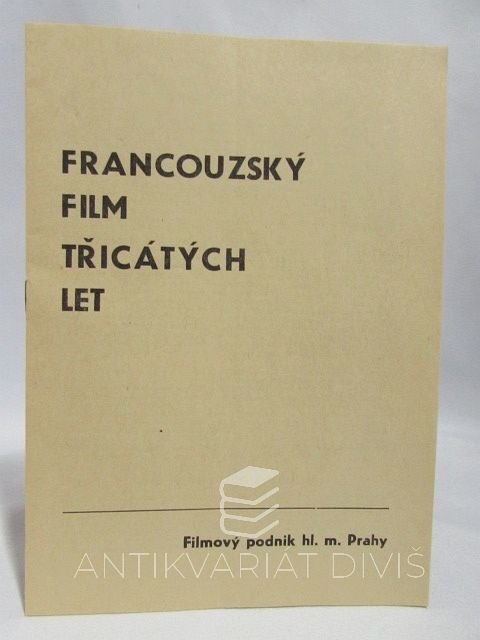 FRANCOUZSKÝ
FILM
TŘICÁTÝCH
LET
Filmový podnik hl. m. Prahy
ANTIKVARIÁT DIVIŠ